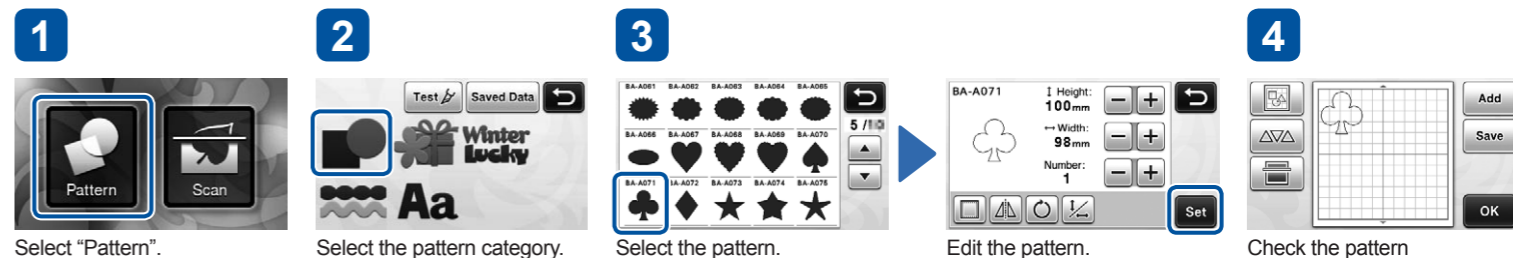 1
2
3
4
Pattern
Scan
Select “Pattern”.
Test
Saved Data
Winter
Lucky
Aa
Select the pattern category.
BA-A061 BA-A062 BA-A063 BA-A064 BA-A065
5 /10
BA-A066 BA-A067 BA-A068 BA-A069 BA-A070
BA-A071 BA-A072 BA-A073 BA-A074 BA-A075
Select the pattern.
BA-A071
Height:
100mm
Width:
98mm
Number:
1
Set
Edit the pattern.
Add
Save
OK
Check the pattern